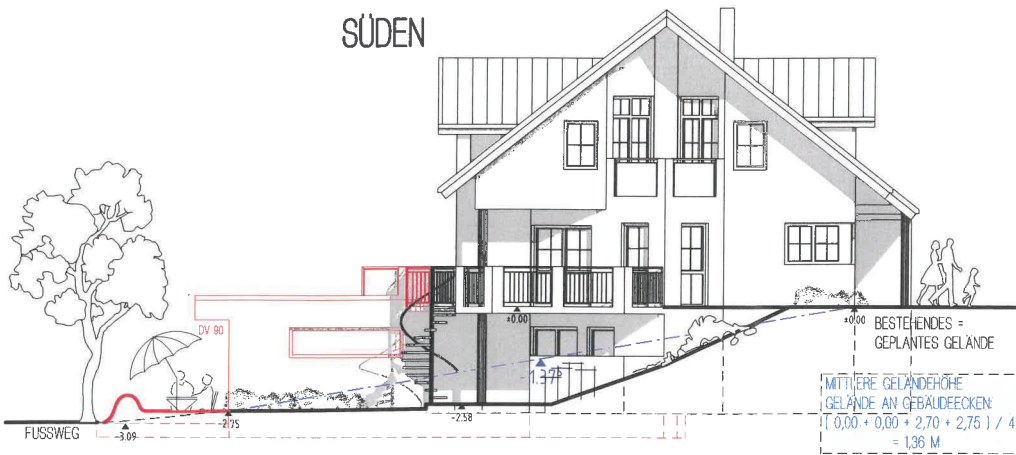 SÜDEN
DV 90
±0.00
±0.00
BESTEHENDES =
GEPLANTES GELÄNDE
-1.37⁵
MITTLERE GELÄNDEHÖHE
GELÄNDE AN GEBÄUDEECKEN:
( 0,00 + 0,00 + 2,70 + 2,75 ) / 4
= 1,36 M
-2.58
-2.75
-3.09
FUSSWEG